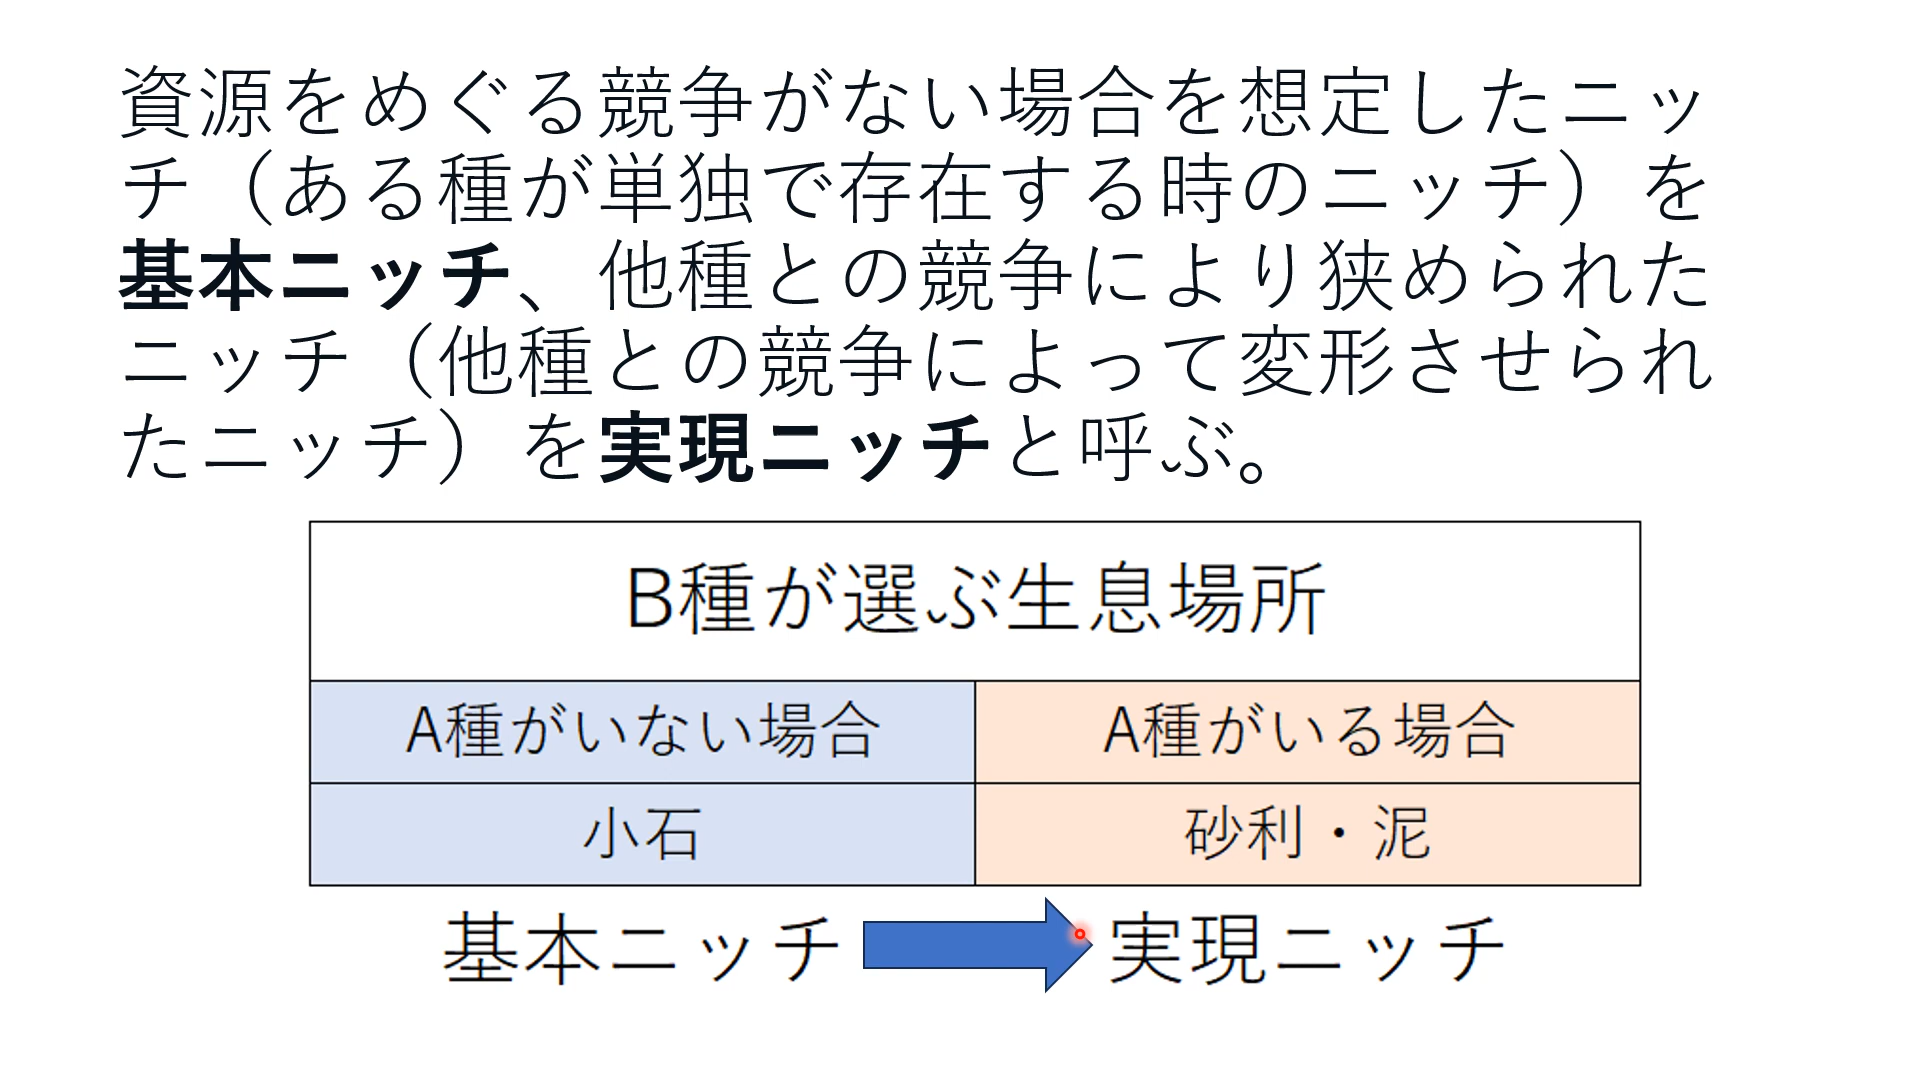 資源をめぐる競争がない場合を想定したニッ
チ（ある種が単独で存在する時のニッチ）を
基本ニッチ、他種との競争により狭められた
ニッチ（他種との競争によって変形させられ
たニッチ）を実現ニッチと呼ぶ。
B種が選ぶ生息場所
A種がいない場合
A種がいる場合
小石
砂利・泥
基本ニッチ
実現ニッチ